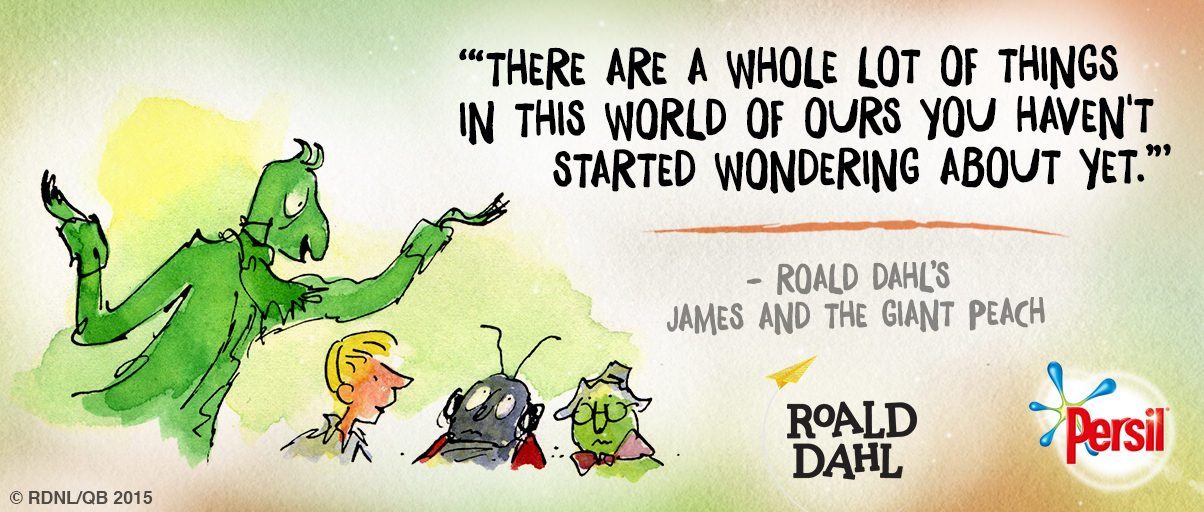 “‘THERE ARE A WHOLE LOT OF THINGS
IN THIS WORLD OF OURS YOU HAVEN'T
STARTED WONDERING ABOUT YET.’”
– ROALD DAHL'S
JAMES AND THE GIANT PEACH
ROALD
DAHL
Persil®
© RDNL/QB 2015